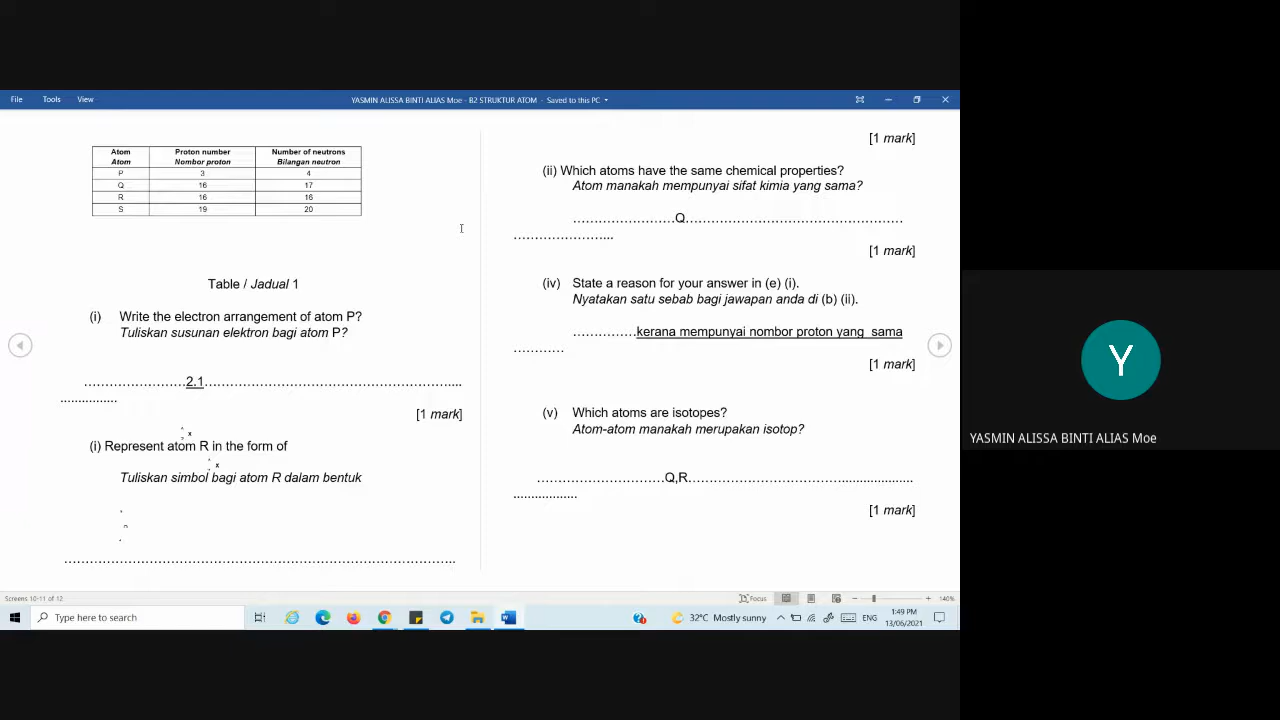 File Tools View YASMIN ALISSA BINTI ALIAS Moe - B2 STRUKTUR ATOM - Saved to this PC
Atom Proton number Number of neutrons
Atom Nombor proton Bilangan neutron
P 3 4
Q 16 17
R 16 16
S 19 20
Table / Jadual 1
(i) Write the electron arrangement of atom P?
Tuliskan susunan elektron bagi atom P?
……………………2.1…………………………………………………....
................
[1 mark]
(i) Represent atom R in the form of
Tuliskan simbol bagi atom R dalam bentuk
………………………………………………………………………………..
[1 mark]
(ii) Which atoms have the same chemical properties?
Atom manakah mempunyai sifat kimia yang sama?
……………………Q……………………………………………
…………………...
[1 mark]
(iv) State a reason for your answer in (e) (i).
Nyatakan satu sebab bagi jawapan anda di (b) (ii).
……………kerana mempunyai nombor proton yang sama
…………
[1 mark]
(v) Which atoms are isotopes?
Atom-atom manakah merupakan isotop?
…………………………Q,R………………………………....................
..................
[1 mark]
Screens 10-11 of 12 Focus 140%
Type here to search 32°C Mostly sunny ENG 1:49 PM
13/06/2021
Y
YASMIN ALISSA BINTI ALIAS Moe